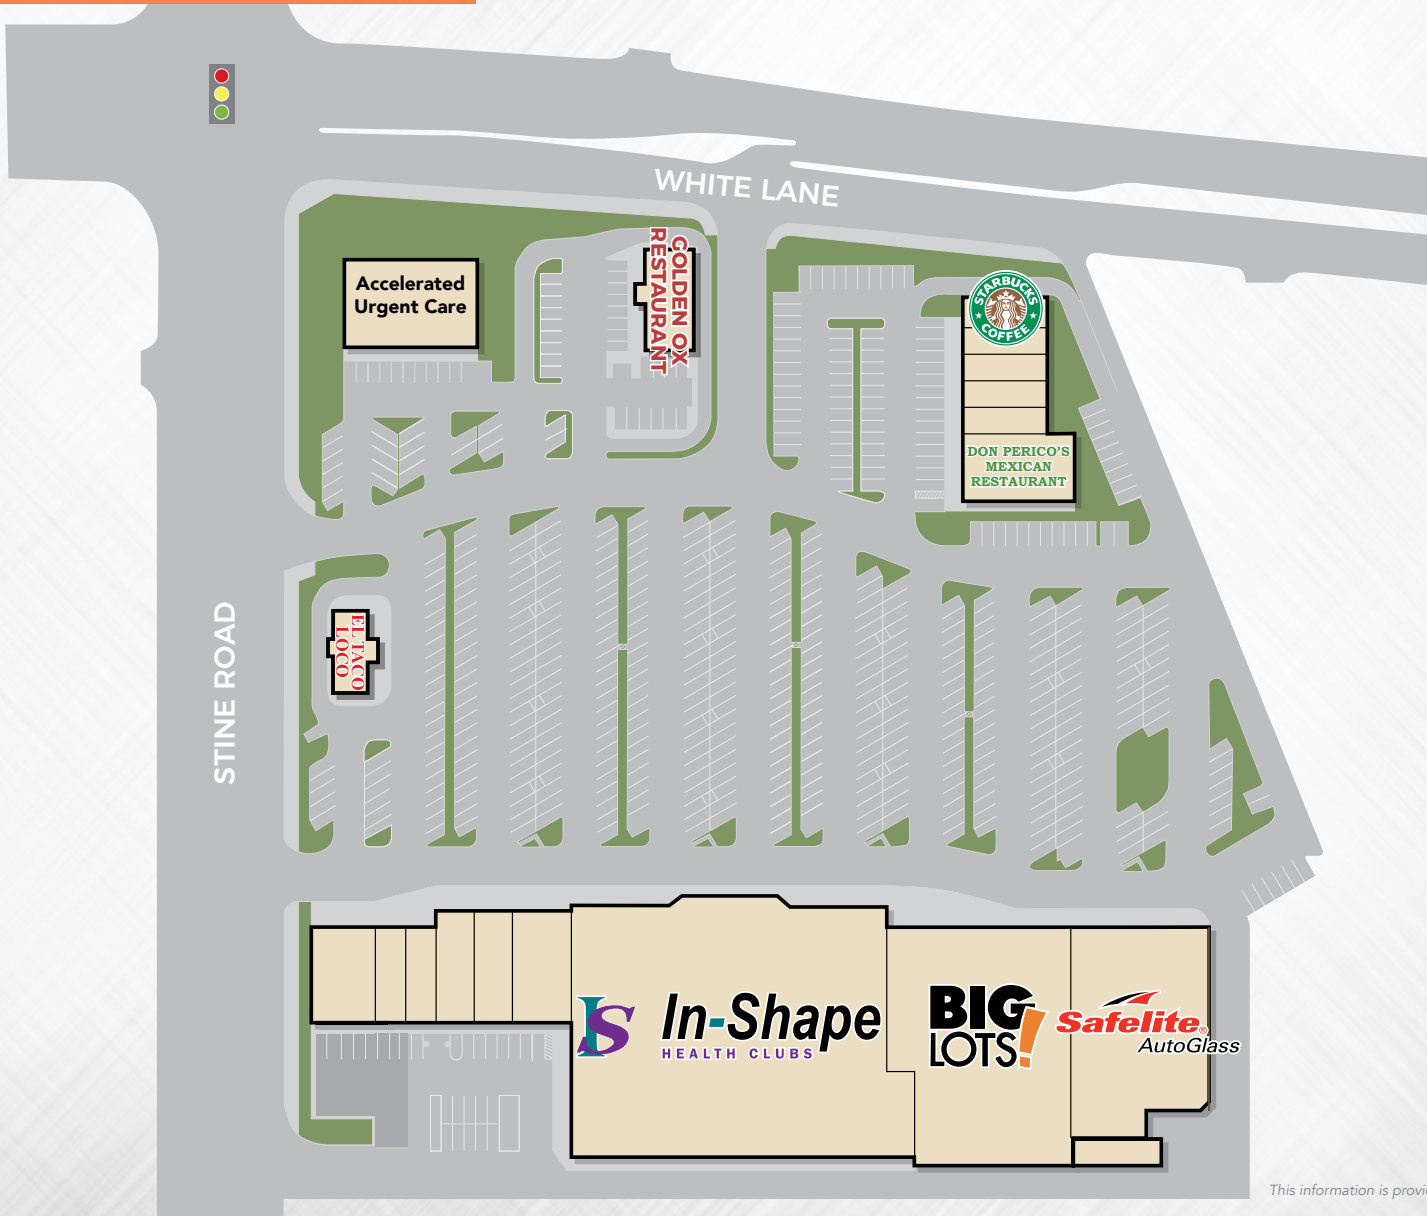 WHITE LANE
Accelerated
Urgent Care
GOLDEN OX
RESTAURANT
STARBUCKS
COFFEE
DON PERICO'S
MEXICAN
RESTAURANT
STINE ROAD
EL TACO
LOCO
IS
In-Shape
HEALTH CLUBS
BIG
LOTS!
Safelite®
AutoGlass
This information is provi